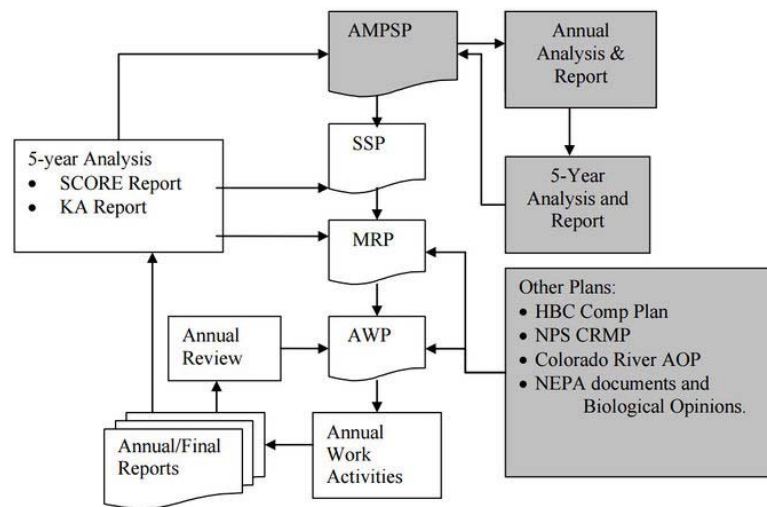 AMPSP
Annual
Analysis &
Report
SSP
5-year Analysis
• SCORE Report
• KA Report
5-Year
Analysis and
Report
MRP
Other Plans:
• HBC Comp Plan
• NPS CRMP
• Colorado River AOP
• NEPA documents and
Biological Opinions.
Annual
Review
AWP
Annual/Final
Reports
Annual
Work
Activities